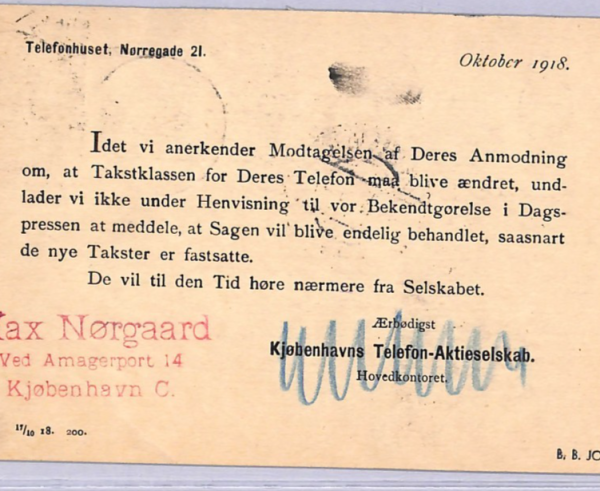 Telefonhuset, Nørregade 21.
Oktober 1918.
Idet vi anerkender Modtagelsen af Deres Anmodning
om, at Takstklassen for Deres Telefon maa blive ændret, und-
lader vi ikke under Henvisning til vor Bekendtgørelse i Dags-
pressen at meddele, at Sagen vil blive endelig behandlet, saasnart
de nye Takster er fastsatte.
De vil til den Tid høre nærmere fra Selskabet.
Ærbødigst
Kjøbenhavns Telefon-Aktieselskab.
Hovedkontoret.
ax Nørgaard
Ved Amagerport 14
Kjøbenhavn C.
17/10 18. 200.
B. B. JO